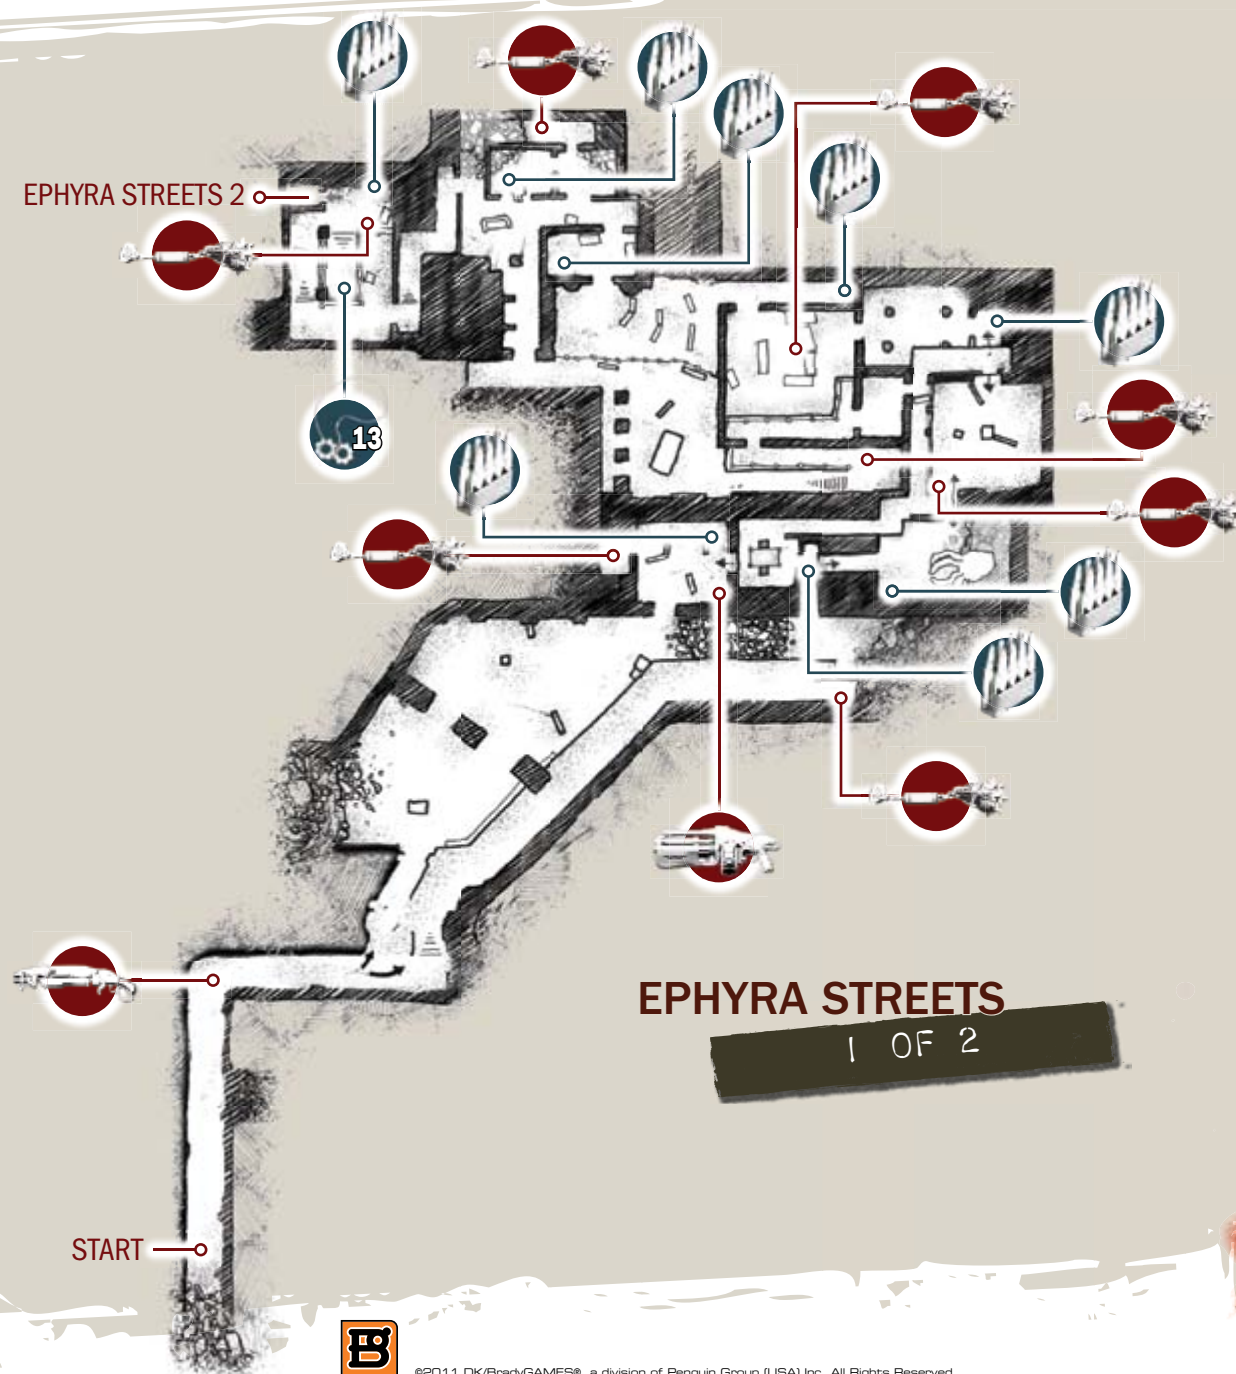 EPHYRA STREETS 2
13
EPHYRA STREETS
1 OF 2
START
B
©2011 DK/BradyGAMES®, a division of Penguin Group (USA) Inc. All Rights Reserved.